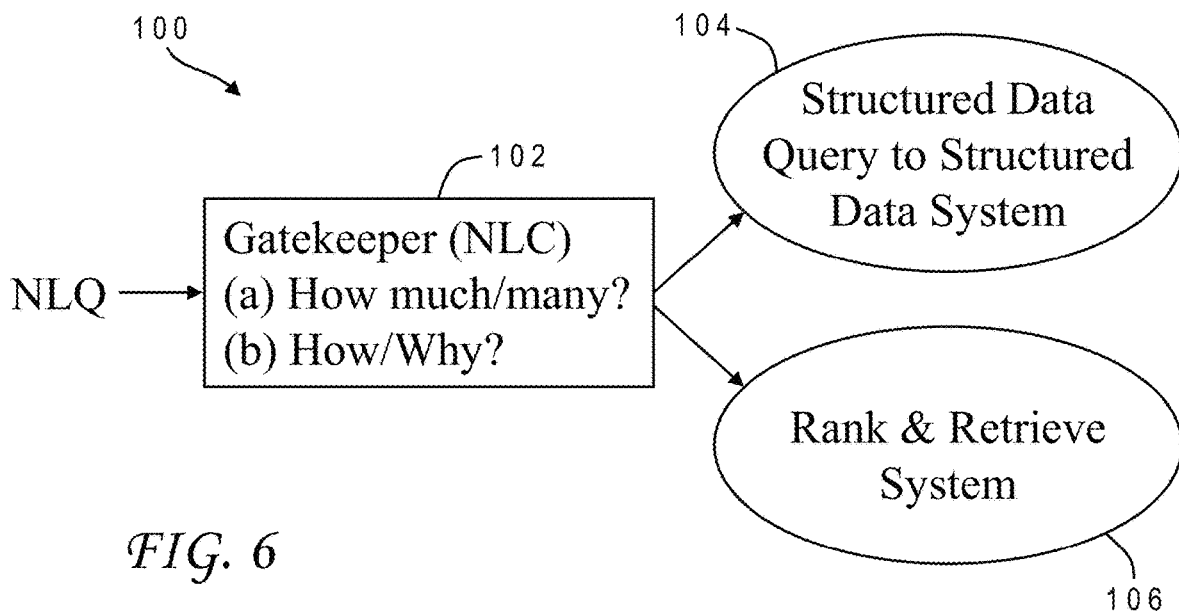 100
104
Structured Data
Query to Structured
Data System
102
Gatekeeper (NLC)
(a) How much/many?
(b) How/Why?
NLQ
Rank & Retrieve
System
106
FIG. 6